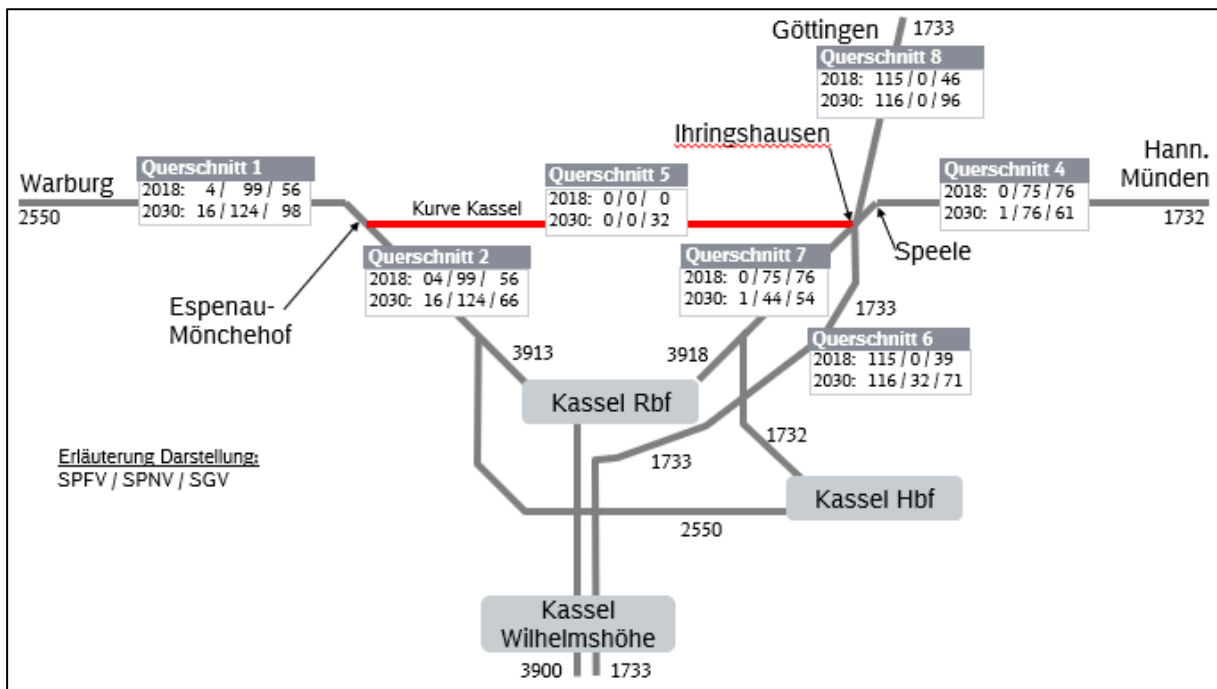 Göttingen
1733
Querschnitt 8
2018: 115 / 0 / 46
2030: 116 / 0 / 96
Ihringshausen
Hann.
Münden
Warburg
2550
Querschnitt 1
2018: 4 / 99 / 56
2030: 16 / 124 / 98
Querschnitt 5
2018: 0 / 0 / 0
2030: 0 / 0 / 32
Querschnitt 4
2018: 0 / 75 / 76
2030: 1 / 76 / 61
1732
Kurve Kassel
Speele
Querschnitt 2
2018: 04 / 99 / 56
2030: 16 / 124 / 66
Querschnitt 7
2018: 0 / 75 / 76
2030: 1 / 44 / 54
Espenau-
Mönchehof
1733
3913
3918
Querschnitt 6
2018: 115 / 0 / 39
2030: 116 / 32 / 71
Kassel Rbf
1732
1733
Erläuterung Darstellung:
SPFV / SPNV / SGV
Kassel Hbf
2550
Kassel
Wilhelmshöhe
3900
1733